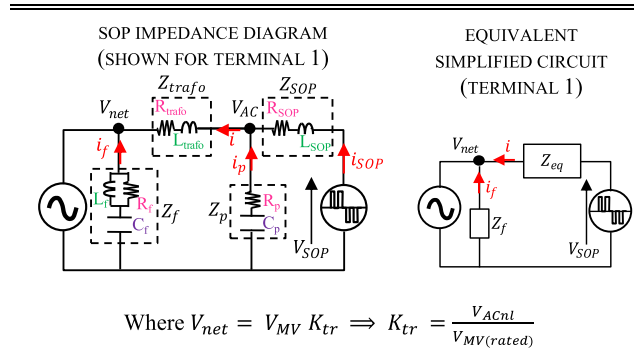 SOP IMPEDANCE DIAGRAM
(SHOWN FOR TERMINAL 1)
Z_trafo
Z_SOP
V_net
R_trafo
V_AC
R_SOP
L_trafo
i
L_SOP
i_f
i_p
i_SOP
L_f
R_f
C_f
Z_f
Z_p
R_p
C_p
V_SOP
EQUIVALENT
SIMPLIFIED CIRCUIT
(TERMINAL 1)
V_net
i
Z_eq
i_f
Z_f
V_SOP
Where V_net = V_MV K_tr ⟹ K_tr = V_ACnl / V_MV(rated)